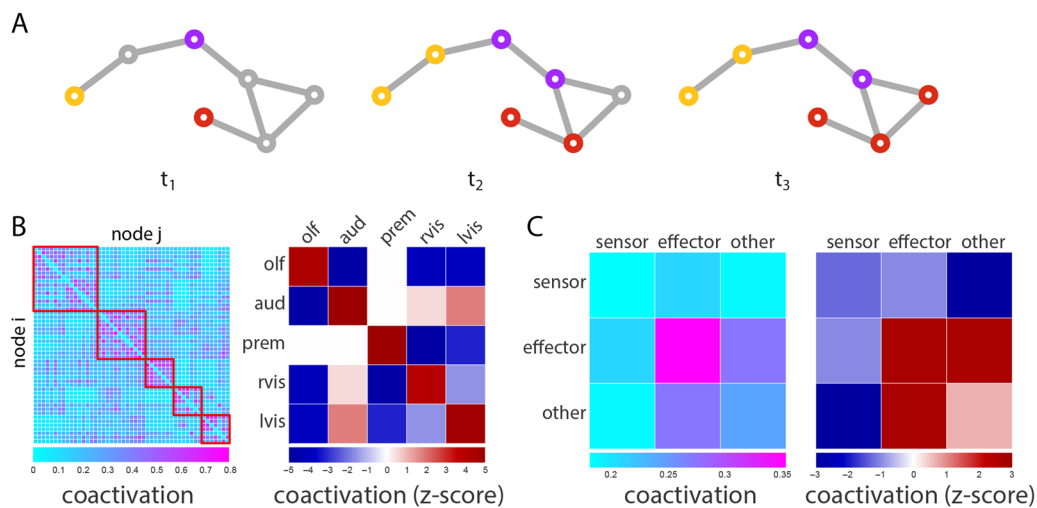 A
t1 t2 t3
B
node j
node i
0 0.1 0.2 0.3 0.4 0.5 0.6 0.7 0.8
coactivation
olf aud prem rvis lvis
olf
aud
prem
rvis
lvis
−5 −4 −3 −2 −1 0 1 2 3 4 5
coactivation (z-score)
C
sensor effector other
sensor
effector
other
0.2 0.25 0.3 0.35
coactivation
sensor effector other
−3 −2 −1 0 1 2 3
coactivation (z-score)